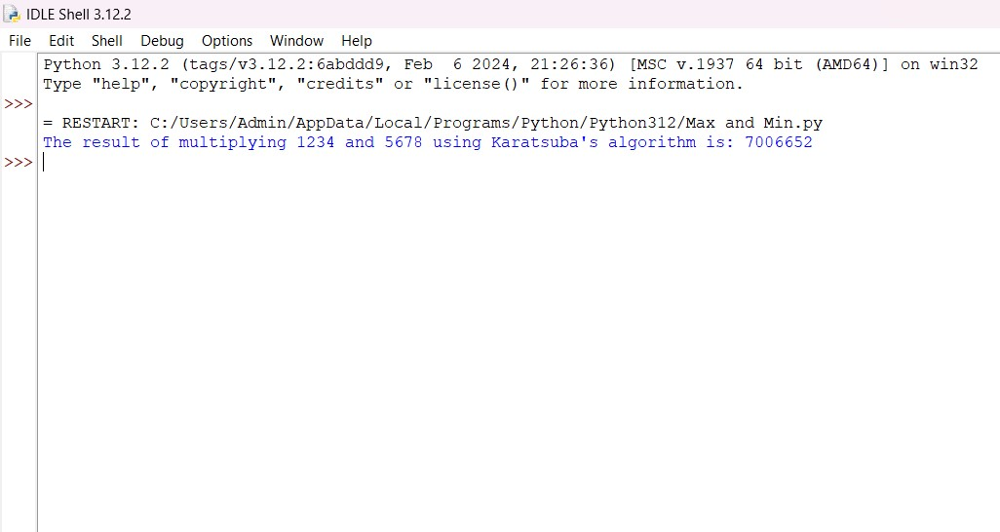 IDLE Shell 3.12.2
File Edit Shell Debug Options Window Help
Python 3.12.2 (tags/v3.12.2:6abddd9, Feb  6 2024, 21:26:36) [MSC v.1937 64 bit (AMD64)] on win32
Type "help", "copyright", "credits" or "license()" for more information.
>>>
= RESTART: C:/Users/Admin/AppData/Local/Programs/Python/Python312/Max and Min.py
The result of multiplying 1234 and 5678 using Karatsuba's algorithm is: 7006652
>>>